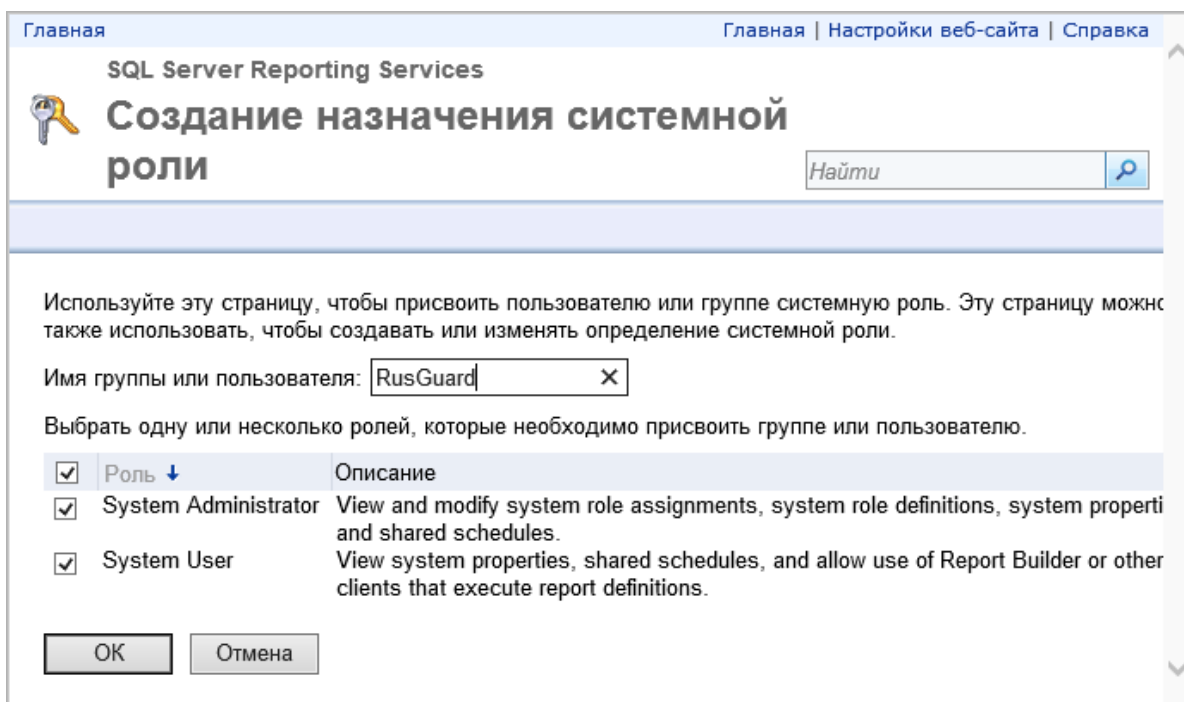 Главная Главная | Настройки веб-сайта | Справка
SQL Server Reporting Services
Создание назначения системной
роли
Найти
Используйте эту страницу, чтобы присвоить пользователю или группе системную роль. Эту страницу можно
также использовать, чтобы создавать или изменять определение системной роли.
Имя группы или пользователя: RusGuard
Выбрать одну или несколько ролей, которые необходимо присвоить группе или пользователю.
Роль Описание
System Administrator View and modify system role assignments, system role definitions, system properti
and shared schedules.
System User View system properties, shared schedules, and allow use of Report Builder or other
clients that execute report definitions.
ОК Отмена